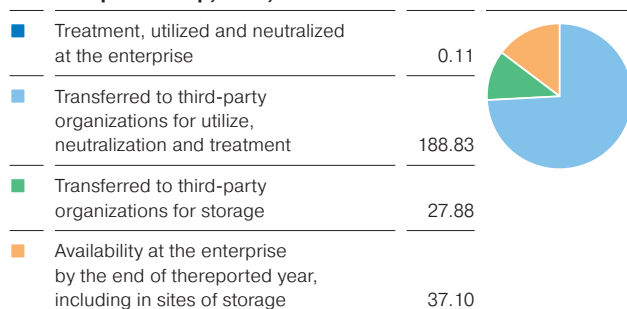 Treatment, utilized and neutralized
at the enterprise 0.11
Transferred to third-party
organizations for utilize,
neutralization and treatment 188.83
Transferred to third-party
organizations for storage 27.88
Availability at the enterprise
by the end of thereported year,
including in sites of storage 37.10